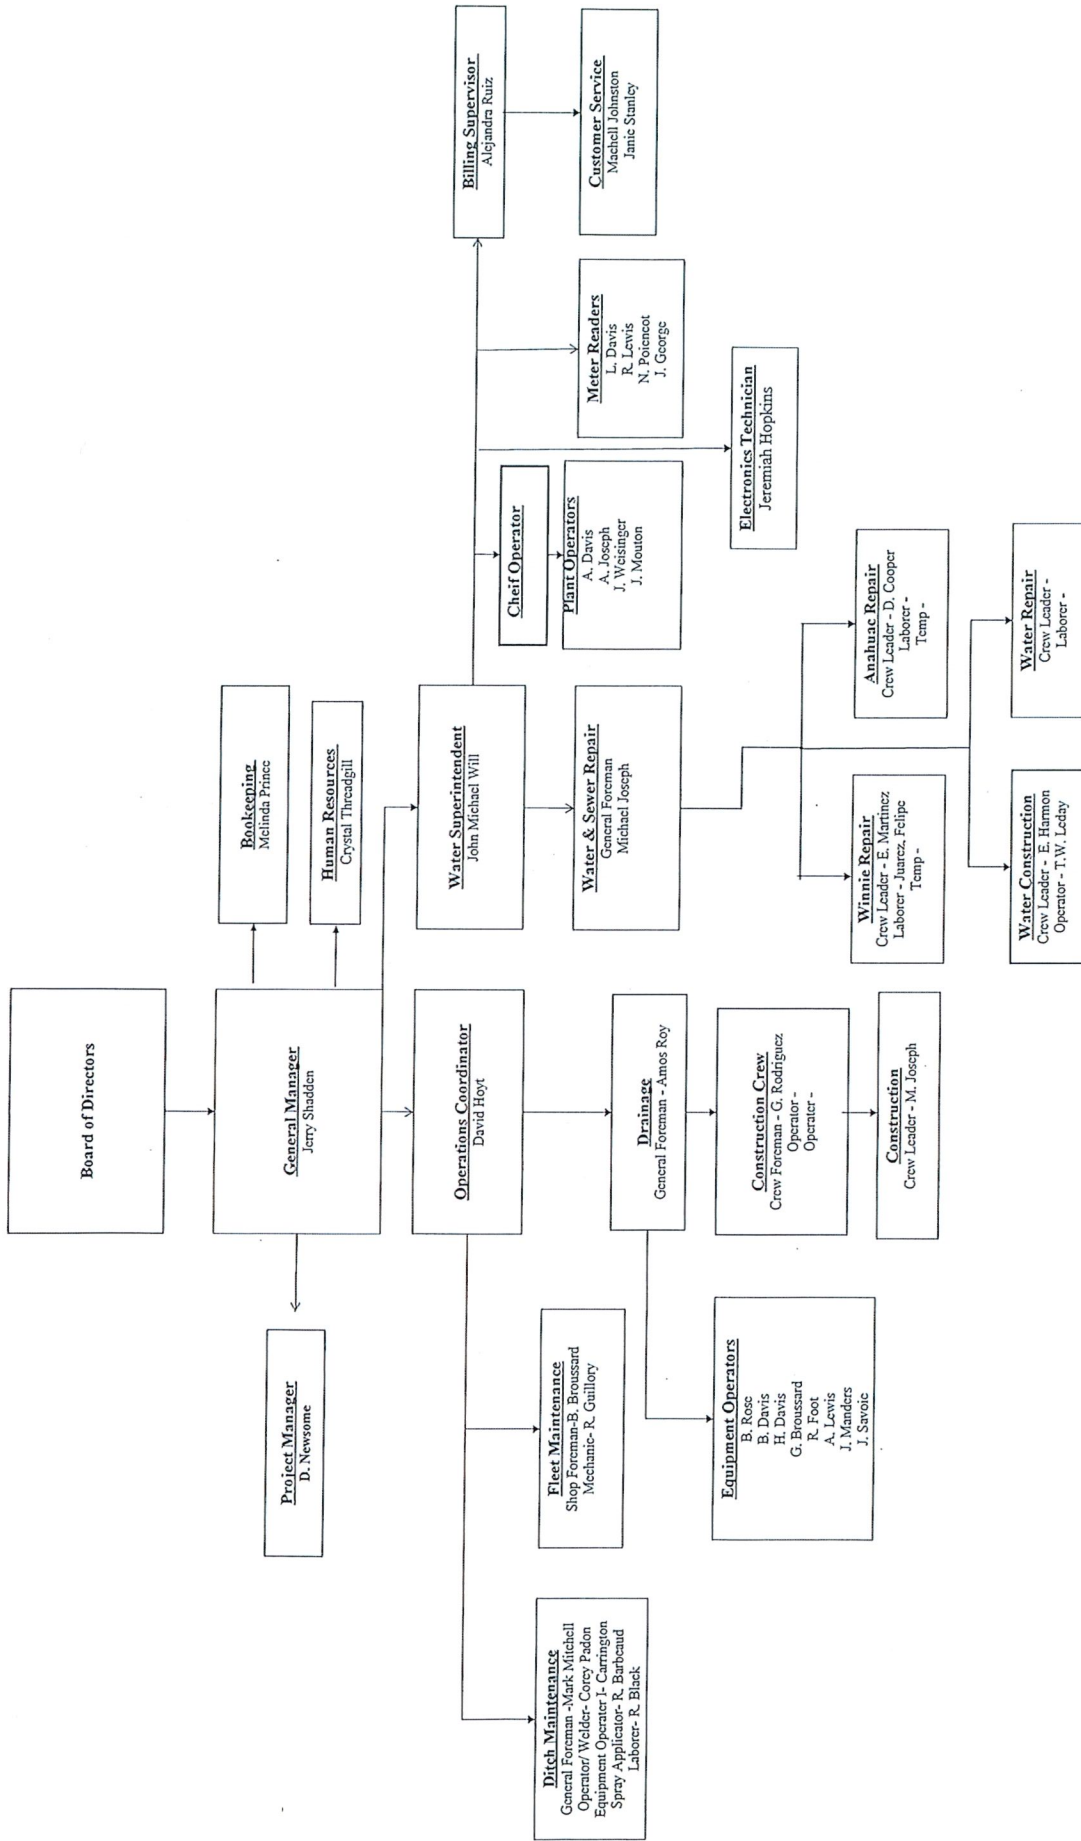 Board of Directors
Project Manager
D. Newsome
General Manager
Jerry Shadden
Bookeeping
Melinda Prince
Human Resources
Crystal Threadgill
Operations Coordinator
David Hoyt
Water Superintendent
John Michael Will
Billing Supervisor
Alejandra Ruiz
Cheif Operator
Ditch Maintenance
General Foreman -Mark Mitchell
Operator/ Welder- Corey Padon
Equipment Operater I- Carrington
Spray Applicator- R. Barbeaud
Laborer- R. Black
Fleet Maintenance
Shop Foreman-B. Broussard
Mechanic- R. Guillory
Drainage
General Foreman - Amos Roy
Water & Sewer Repair
General Foreman
Michael Joseph
Plant Operators
A. Davis
A. Joseph
J. Weisinger
J. Mouton
Meter Readers
L. Davis
R. Lewis
N. Poiencot
J. George
Customer Service
Machell Johnston
Janie Stanley
Equipment Operators
B. Rose
B. Davis
H. Davis
G. Broussard
R. Foot
A. Lewis
J. Manders
J. Savoie
Construction Crew
Crew Foreman - G. Rodriguez
Operator -
Operater -
Electronics Technician
Jeremiah Hopkins
Construction
Crew Leader - M. Joseph
Winnie Repair
Crew Leader - E. Martinez
Laborer - Juarez, Felipe
Temp -
Anahuac Repair
Crew Leader - D. Cooper
Laborer -
Temp -
Water Construction
Crew Leader - E. Harmon
Operator - T.W. Leday
Water Repair
Crew Leader -
Laborer -